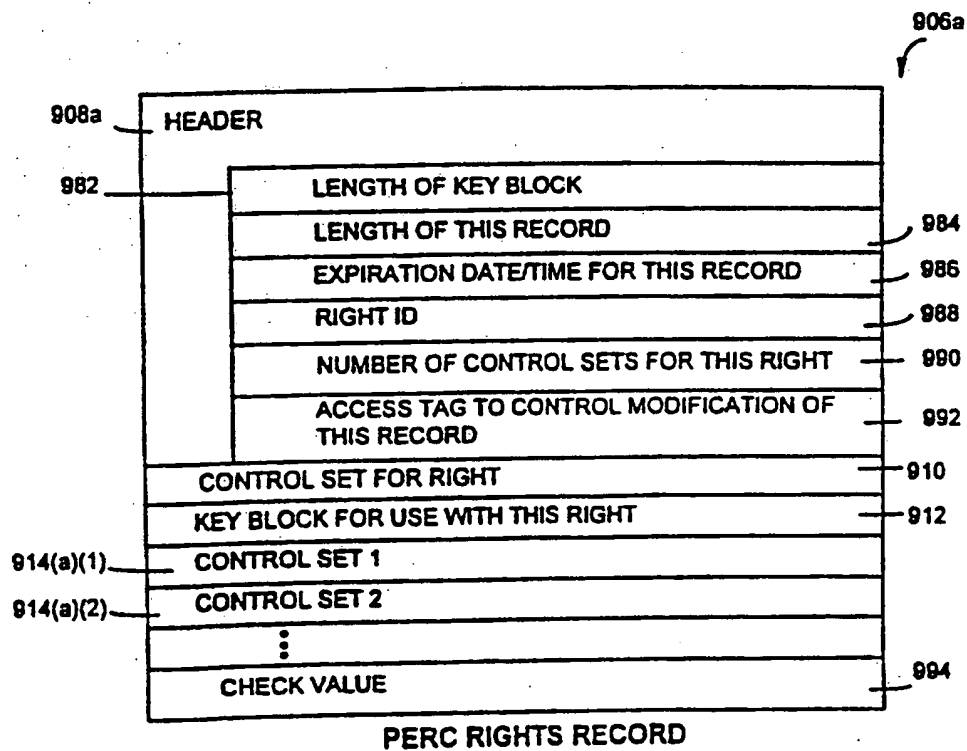 906a
908a
HEADER
982
LENGTH OF KEY BLOCK
LENGTH OF THIS RECORD
984
EXPIRATION DATE/TIME FOR THIS RECORD
986
RIGHT ID
988
NUMBER OF CONTROL SETS FOR THIS RIGHT
990
ACCESS TAG TO CONTROL MODIFICATION OF
THIS RECORD
992
CONTROL SET FOR RIGHT
910
KEY BLOCK FOR USE WITH THIS RIGHT
912
914(a)(1)
CONTROL SET 1
914(a)(2)
CONTROL SET 2
CHECK VALUE
994
PERC RIGHTS RECORD